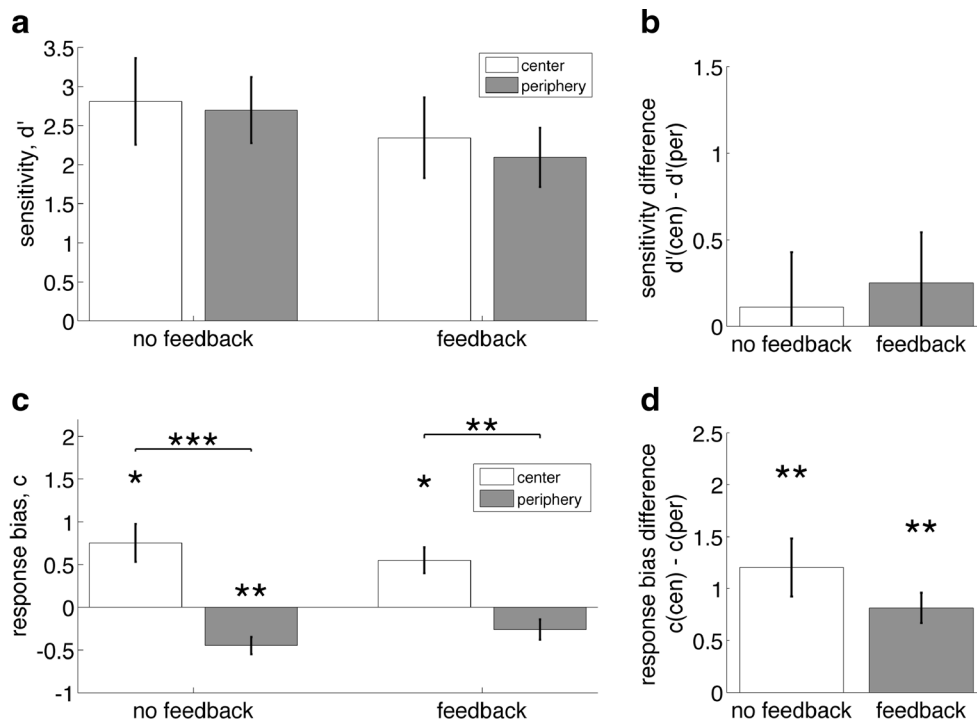 a
3.5
3
2.5
2
1.5
1
0.5
0
sensitivity, d'
center
periphery
no feedback
feedback
b
1.5
1
0.5
0
sensitivity difference
d'(cen) - d'(per)
no feedback
feedback
c
2
1.5
1
0.5
0
-0.5
-1
response bias, c
***
**
*
*
**
center
periphery
no feedback
feedback
d
2.5
2
1.5
1
0.5
0
response bias difference
c(cen) - c(per)
**
**
no feedback
feedback